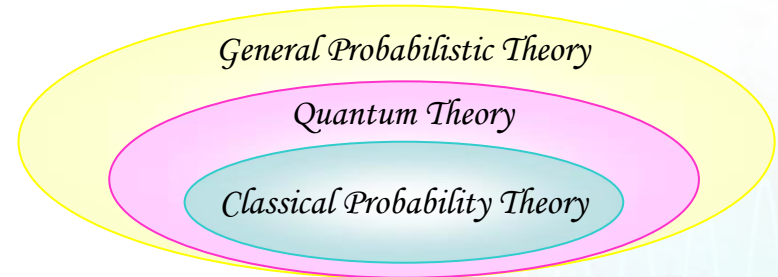 General Probabilistic Theory
Quantum Theory
Classical Probability Theory